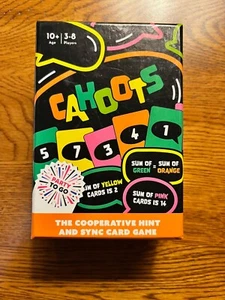 10+ 3-8
Age Players
CAHOOTS
5 7 3 4 1
SUM OF GREEN = SUM OF ORANGE
PARTY
TO GO
SUM OF YELLOW
CARDS IS 2
SUM OF PINK
CARDS IS 14
THE COOPERATIVE HINT
AND SYNC CARD GAME